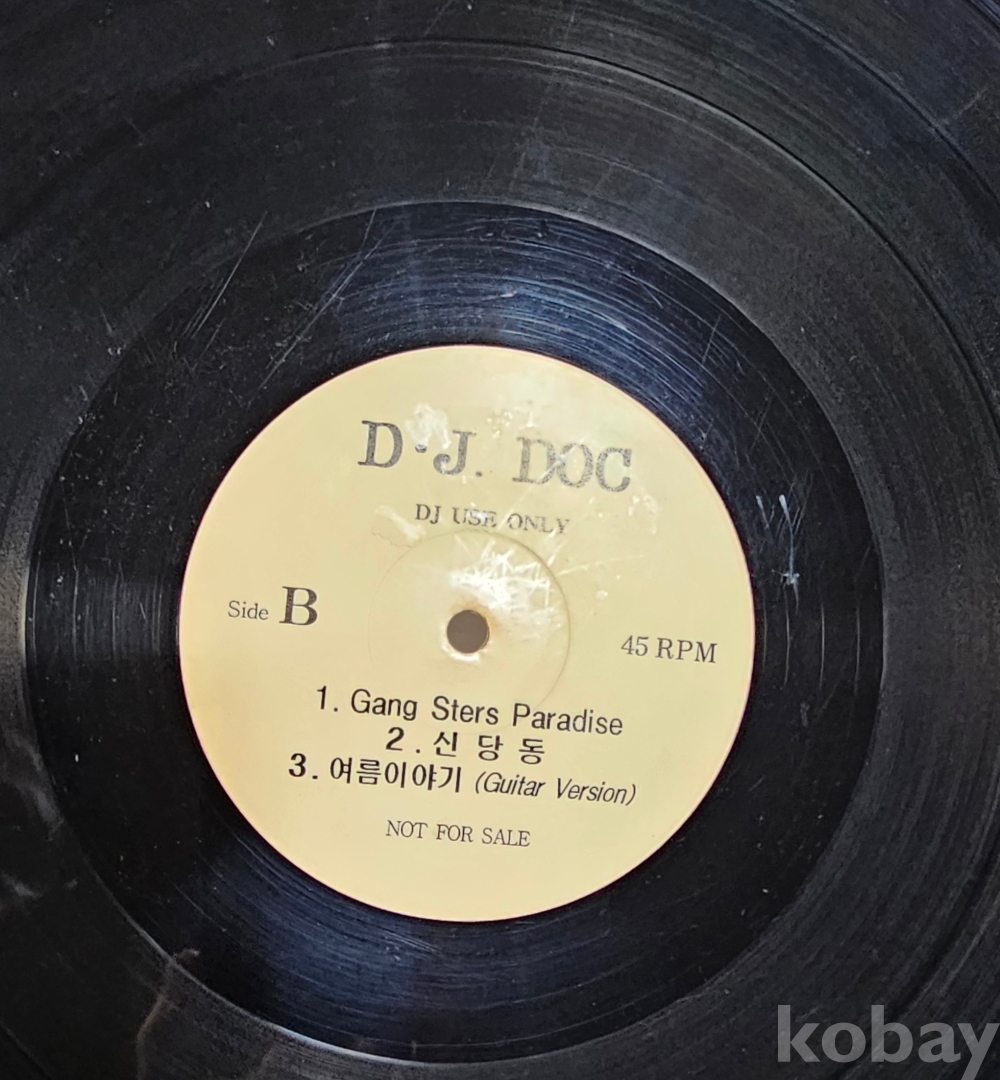 D·J. DOC
DJ USE ONLY
Side B
45 RPM
1. Gang Sters Paradise
2. 신 당 동
3. 여름이야기 (Guitar Version)
NOT FOR SALE
kobay